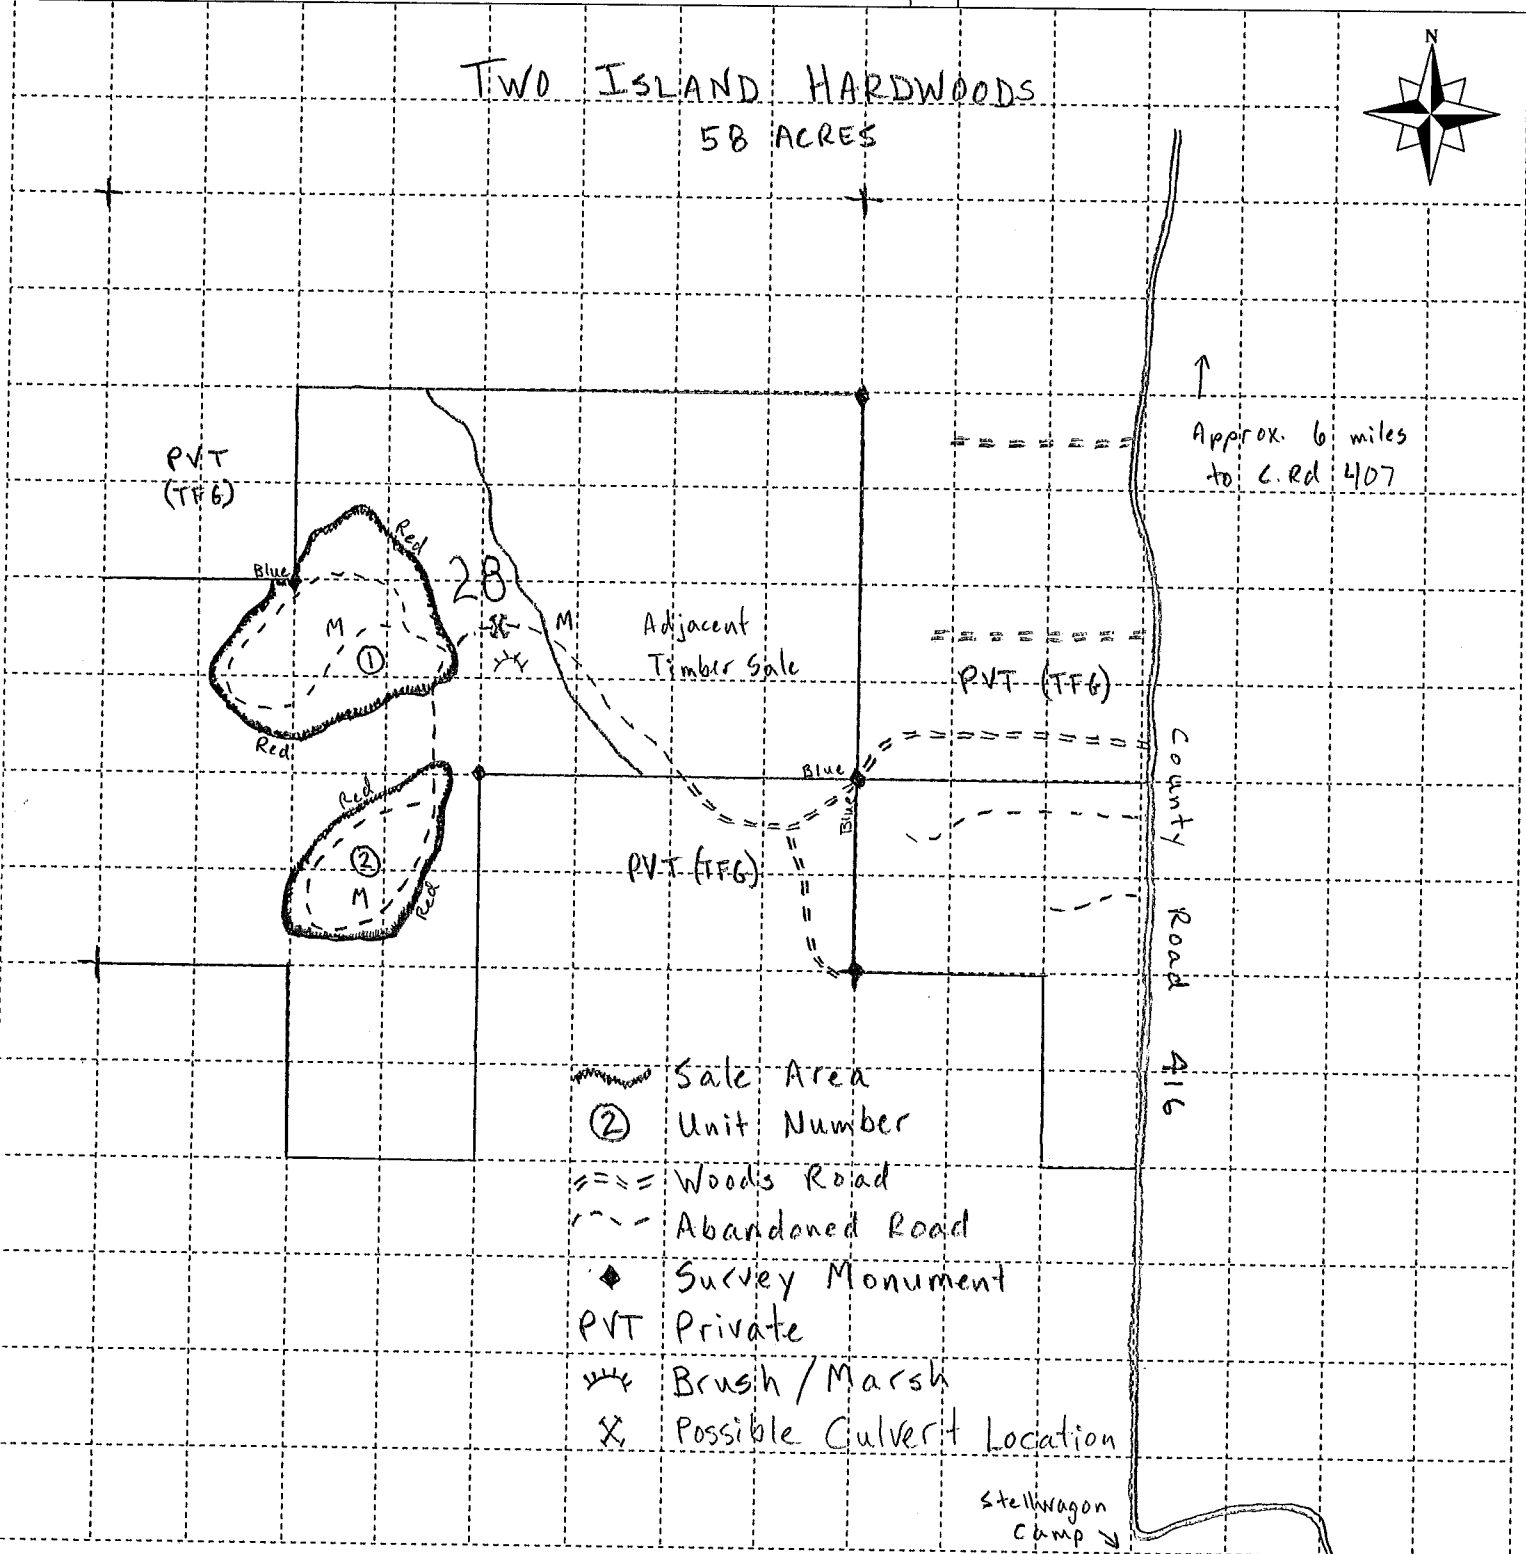 N
TWO ISLAND HARDWOODS
58 ACRES
Approx. 6 miles
to C.Rd 407
PVT
(TFG)
Red
Blue
28
M
M
Adjacent
Timber Sale
1
PVT (TFG)
Red
County Road 416
Blue
Blue
Red
2
M
Red
PVT (TFG)
Sale Area
2 Unit Number
Woods Road
Abandoned Road
Survey Monument
PVT Private
Brush/Marsh
Possible Culvert Location
Stellwagon
Camp